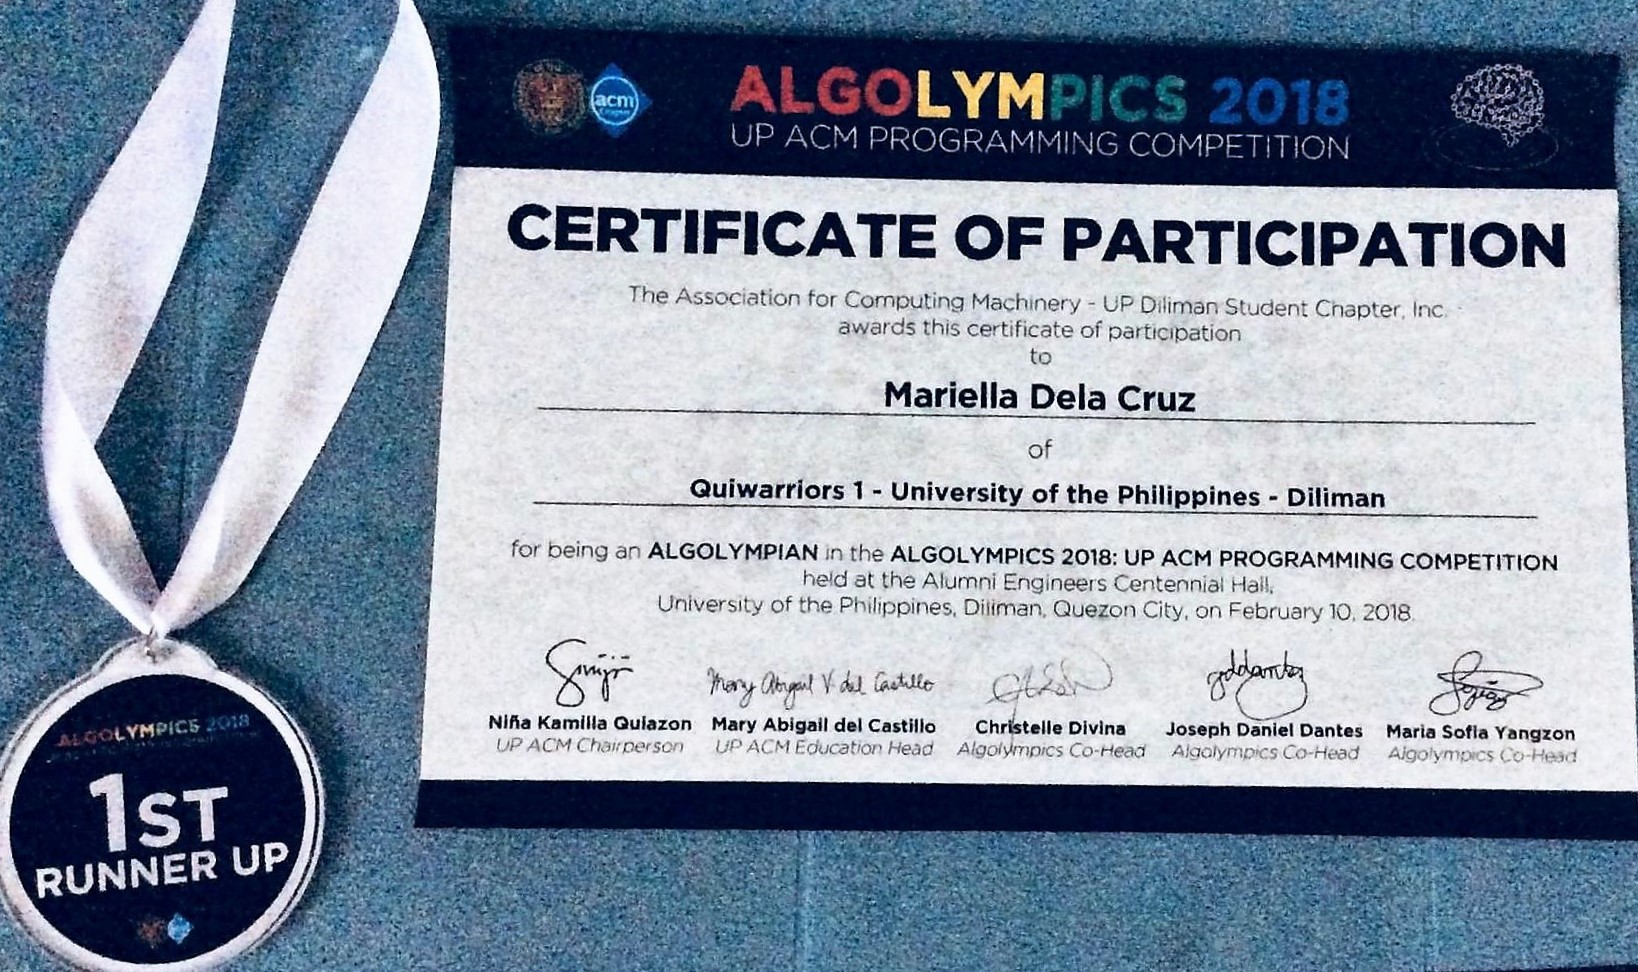 acm
ALGOLYMPICS 2018
UP ACM PROGRAMMING COMPETITION
CERTIFICATE OF PARTICIPATION
The Association for Computing Machinery - UP Diliman Student Chapter, Inc.
awards this certificate of participation
to
Mariella Dela Cruz
of
Quiwarriors 1 - University of the Philippines - Diliman
for being an ALGOLYMPIAN in the ALGOLYMPICS 2018: UP ACM PROGRAMMING COMPETITION
held at the Alumni Engineers Centennial Hall,
University of the Philippines, Diliman, Quezon City, on February 10, 2018.
Mary Abigail V. del Castillo
Niña Kamilla Quiazon Mary Abigail del Castillo Christelle Divina Joseph Daniel Dantes Maria Sofia Yangzon
UP ACM Chairperson UP ACM Education Head Algolympics Co-Head Algolympics Co-Head Algolympics Co-Head
ALGOLYMPICS 2018
1ST
RUNNER UP